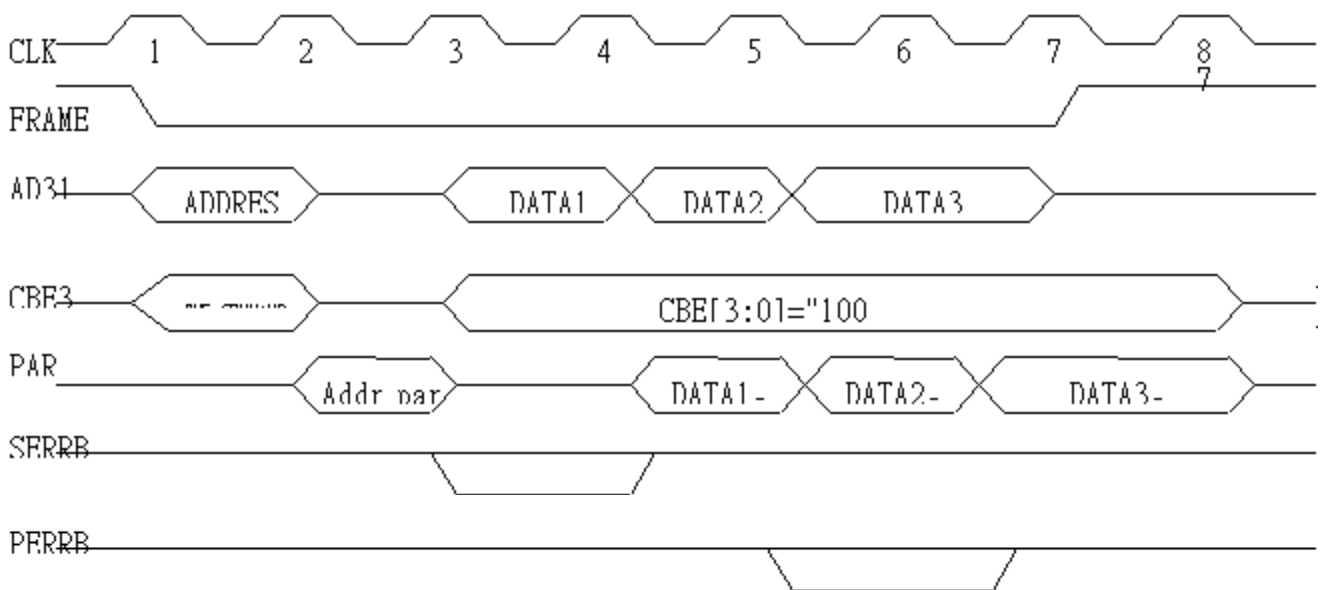 CLK 1 2 3 4 5 6 7 8
7
FRAME
AD31 ADDRES DATA1 DATA2 DATA3
CBE3 CBE[3:0]="100
PAR Addr par DATA1- DATA2- DATA3-
SERRB
PERRB